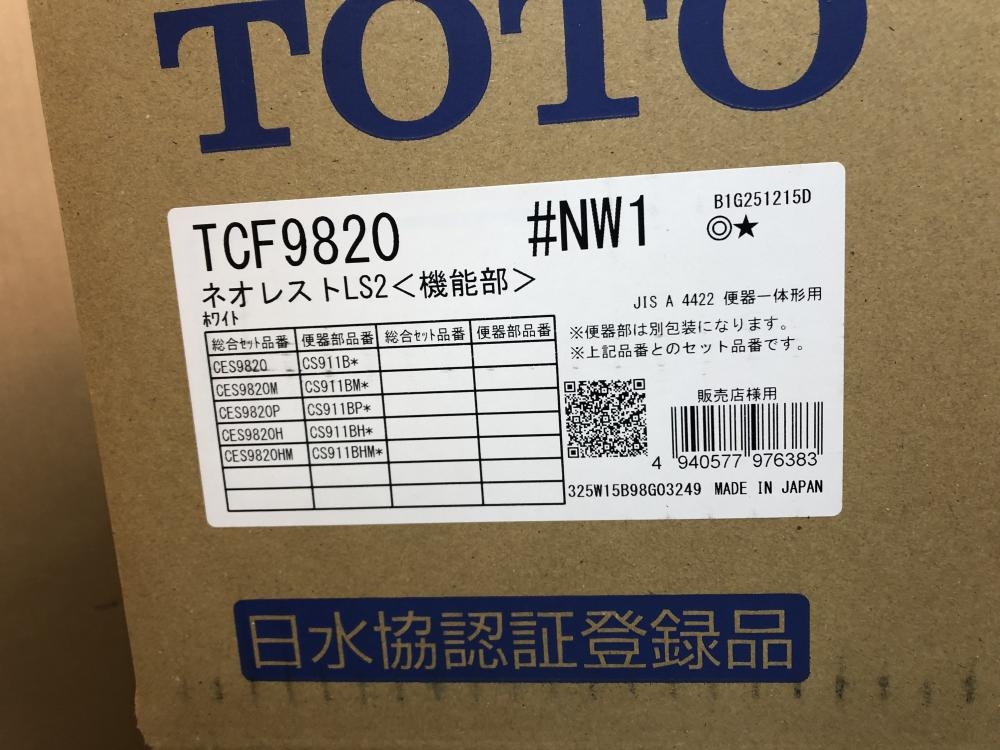 TOTO
TCF9820 #NW1 B1G251215D
◎★
ネオレストLS2<機能部>
ホワイト
JIS A 4422 便器一体形用
※便器部は別包装になります。
※上記品番とのセット品番です。
総合セット品番 便器部品番 総合セット品番 便器部品番
CES9820 CS911B*
CES9820M CS911BM*
CES9820P CS911BP*
CES9820H CS911BH*
CES9820HM CS911BHM*
販売店様用
4 940577 976383
325W15B98G03249 MADE IN JAPAN
日水協認証登録品